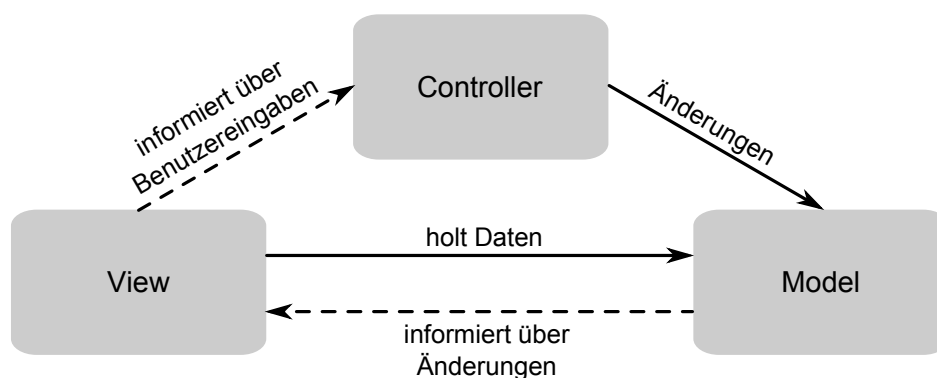 Controller
informiert über
Benutzereingaben
Änderungen
holt Daten
View
Model
informiert über
Änderungen